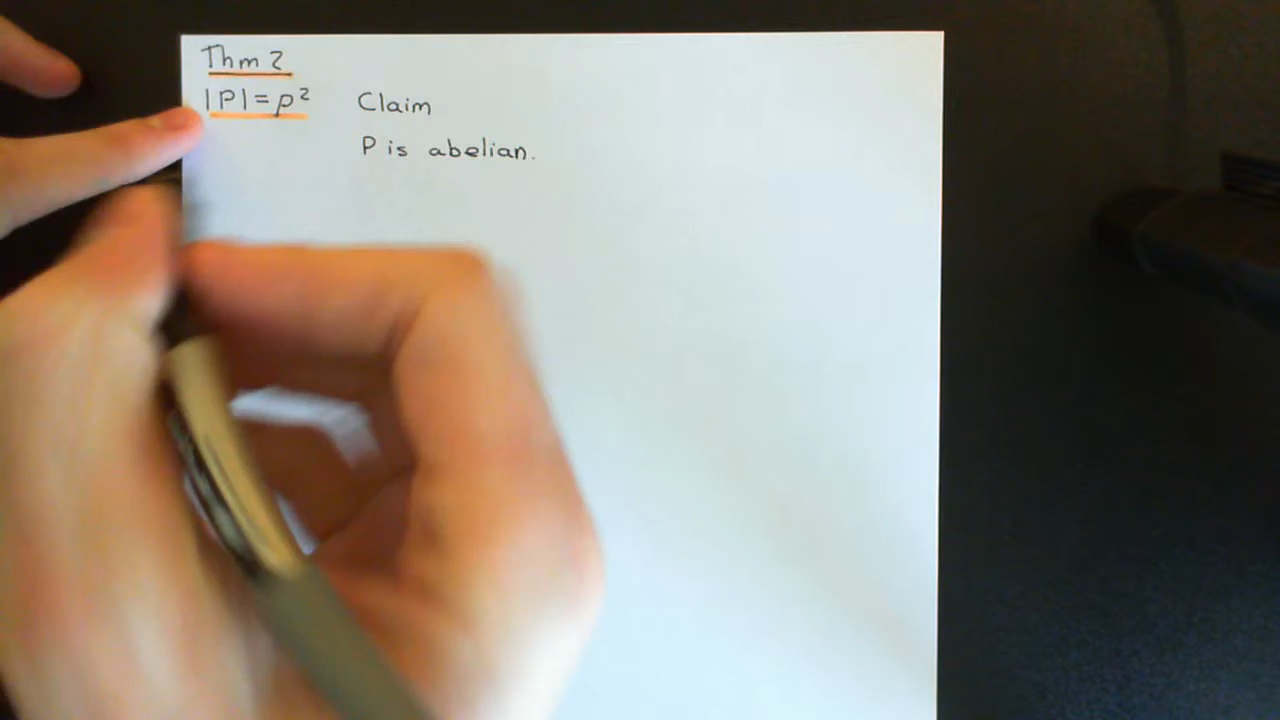 Thm 2
|P| = p² Claim
P is abelian.